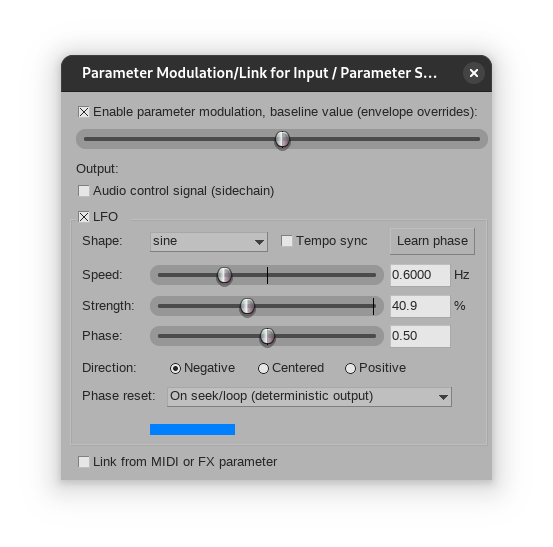 Parameter Modulation/Link for Input / Parameter S...
Enable parameter modulation, baseline value (envelope overrides):
Output:
Audio control signal (sidechain)
LFO
Shape: sine Tempo sync Learn phase
Speed: 0.6000 Hz
Strength: 40.9 %
Phase: 0.50
Direction: Negative Centered Positive
Phase reset: On seek/loop (deterministic output)
Link from MIDI or FX parameter